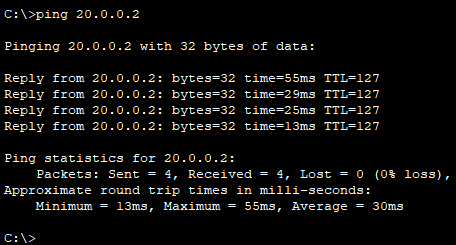 C:\>ping 20.0.0.2
Pinging 20.0.0.2 with 32 bytes of data:
Reply from 20.0.0.2: bytes=32 time=55ms TTL=127
Reply from 20.0.0.2: bytes=32 time=29ms TTL=127
Reply from 20.0.0.2: bytes=32 time=25ms TTL=127
Reply from 20.0.0.2: bytes=32 time=13ms TTL=127
Ping statistics for 20.0.0.2:
    Packets: Sent = 4, Received = 4, Lost = 0 (0% loss),
Approximate round trip times in milli-seconds:
    Minimum = 13ms, Maximum = 55ms, Average = 30ms
C:\>